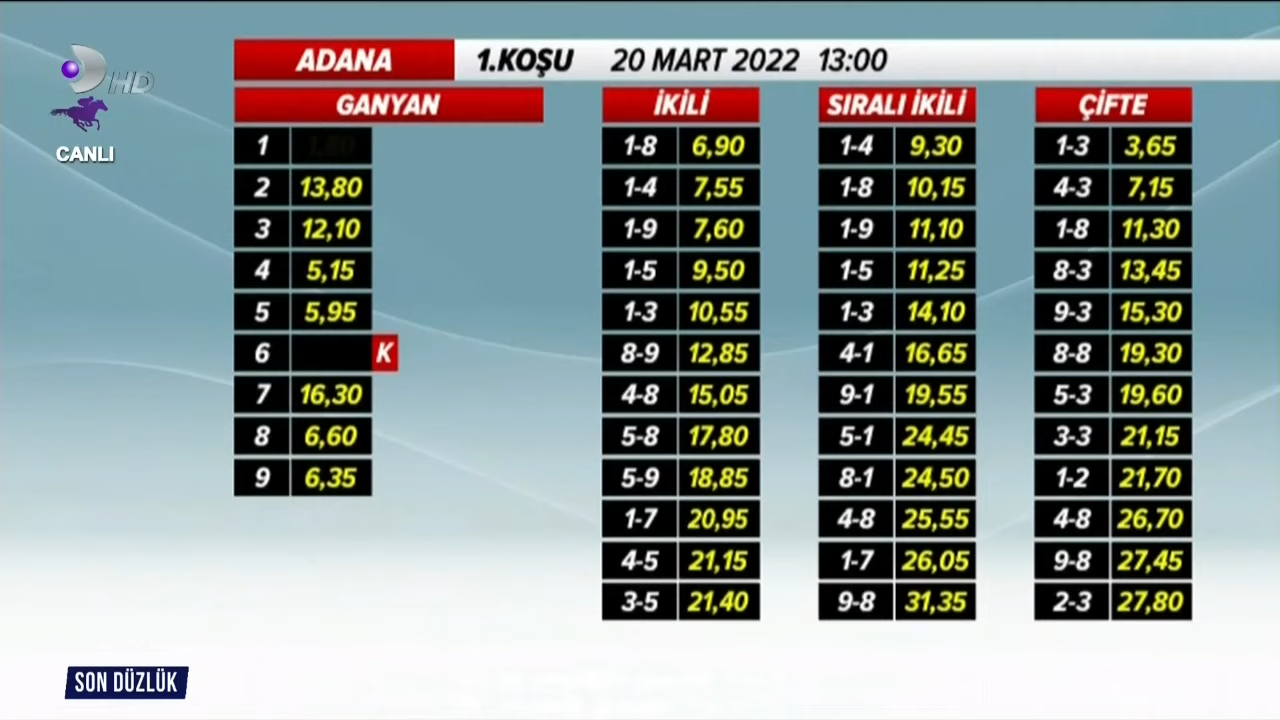 HD
CANLI
ADANA 1.KOŞU 20 MART 2022 13:00
GANYAN İKİLİ SIRALI İKİLİ ÇİFTE
1 1-8 6,90 1-4 9,30 1-3 3,65
2 13,80 1-4 7,55 1-8 10,15 4-3 7,15
3 12,10 1-9 7,60 1-9 11,10 1-8 11,30
4 5,15 1-5 9,50 1-5 11,25 8-3 13,45
5 5,95 1-3 10,55 1-3 14,10 9-3 15,30
6 K 8-9 12,85 4-1 16,65 8-8 19,30
7 16,30 4-8 15,05 9-1 19,55 5-3 19,60
8 6,60 5-8 17,80 5-1 24,45 3-3 21,15
9 6,35 5-9 18,85 8-1 24,50 1-2 21,70
1-7 20,95 4-8 25,55 4-8 26,70
4-5 21,15 1-7 26,05 9-8 27,45
3-5 21,40 9-8 31,35 2-3 27,80
SON DÜZLÜK